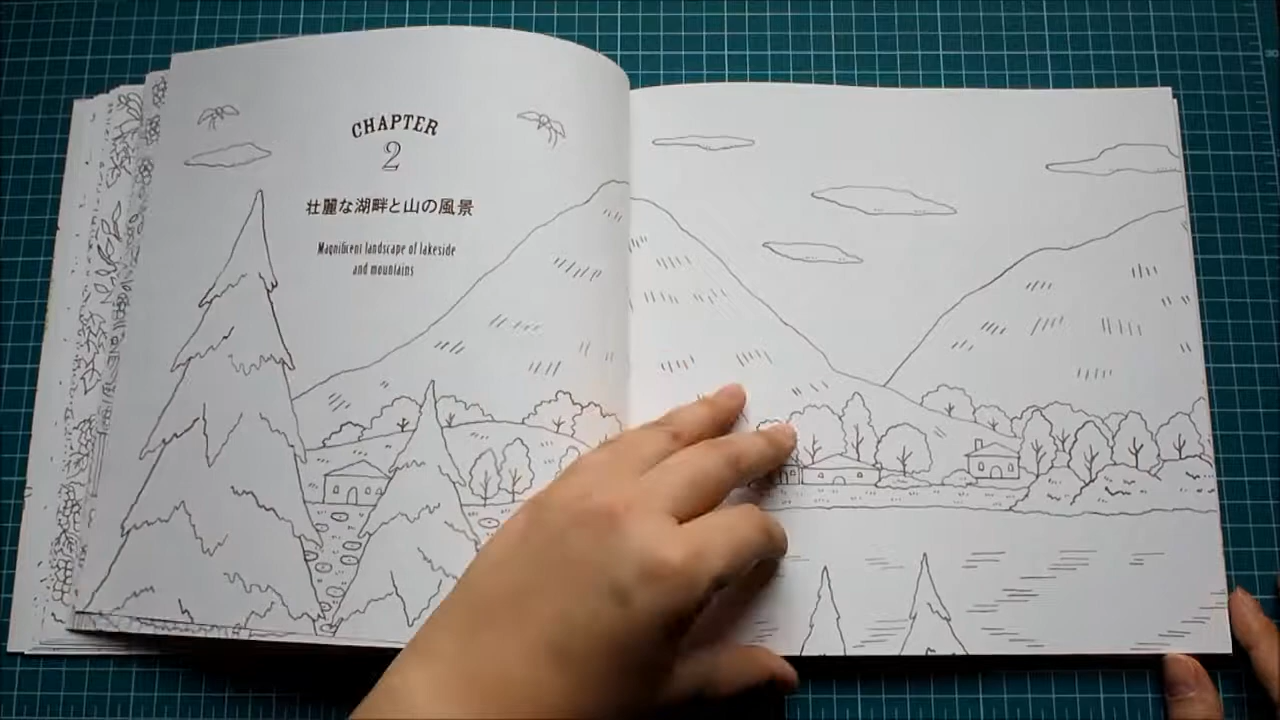 CHAPTER
2
壮麗な湖畔と山の風景
Magnificent landscape of lakeside
and mountains